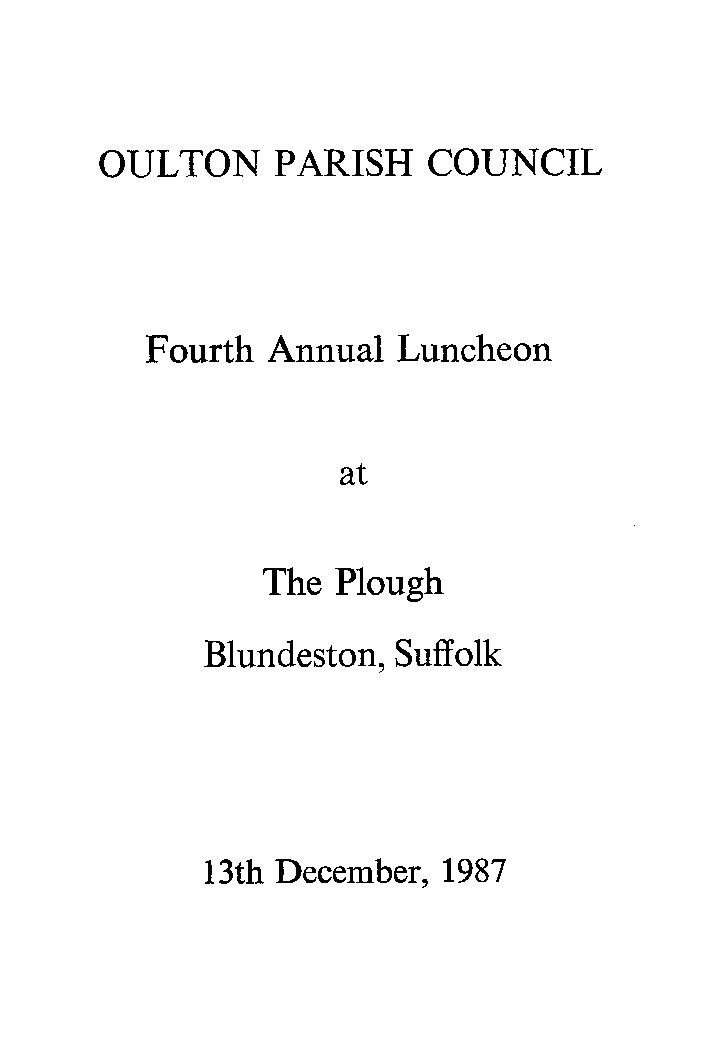 OULTON PARISH COUNCIL
Fourth Annual Luncheon
at
The Plough
Blundeston, Suffolk
13th December, 1987